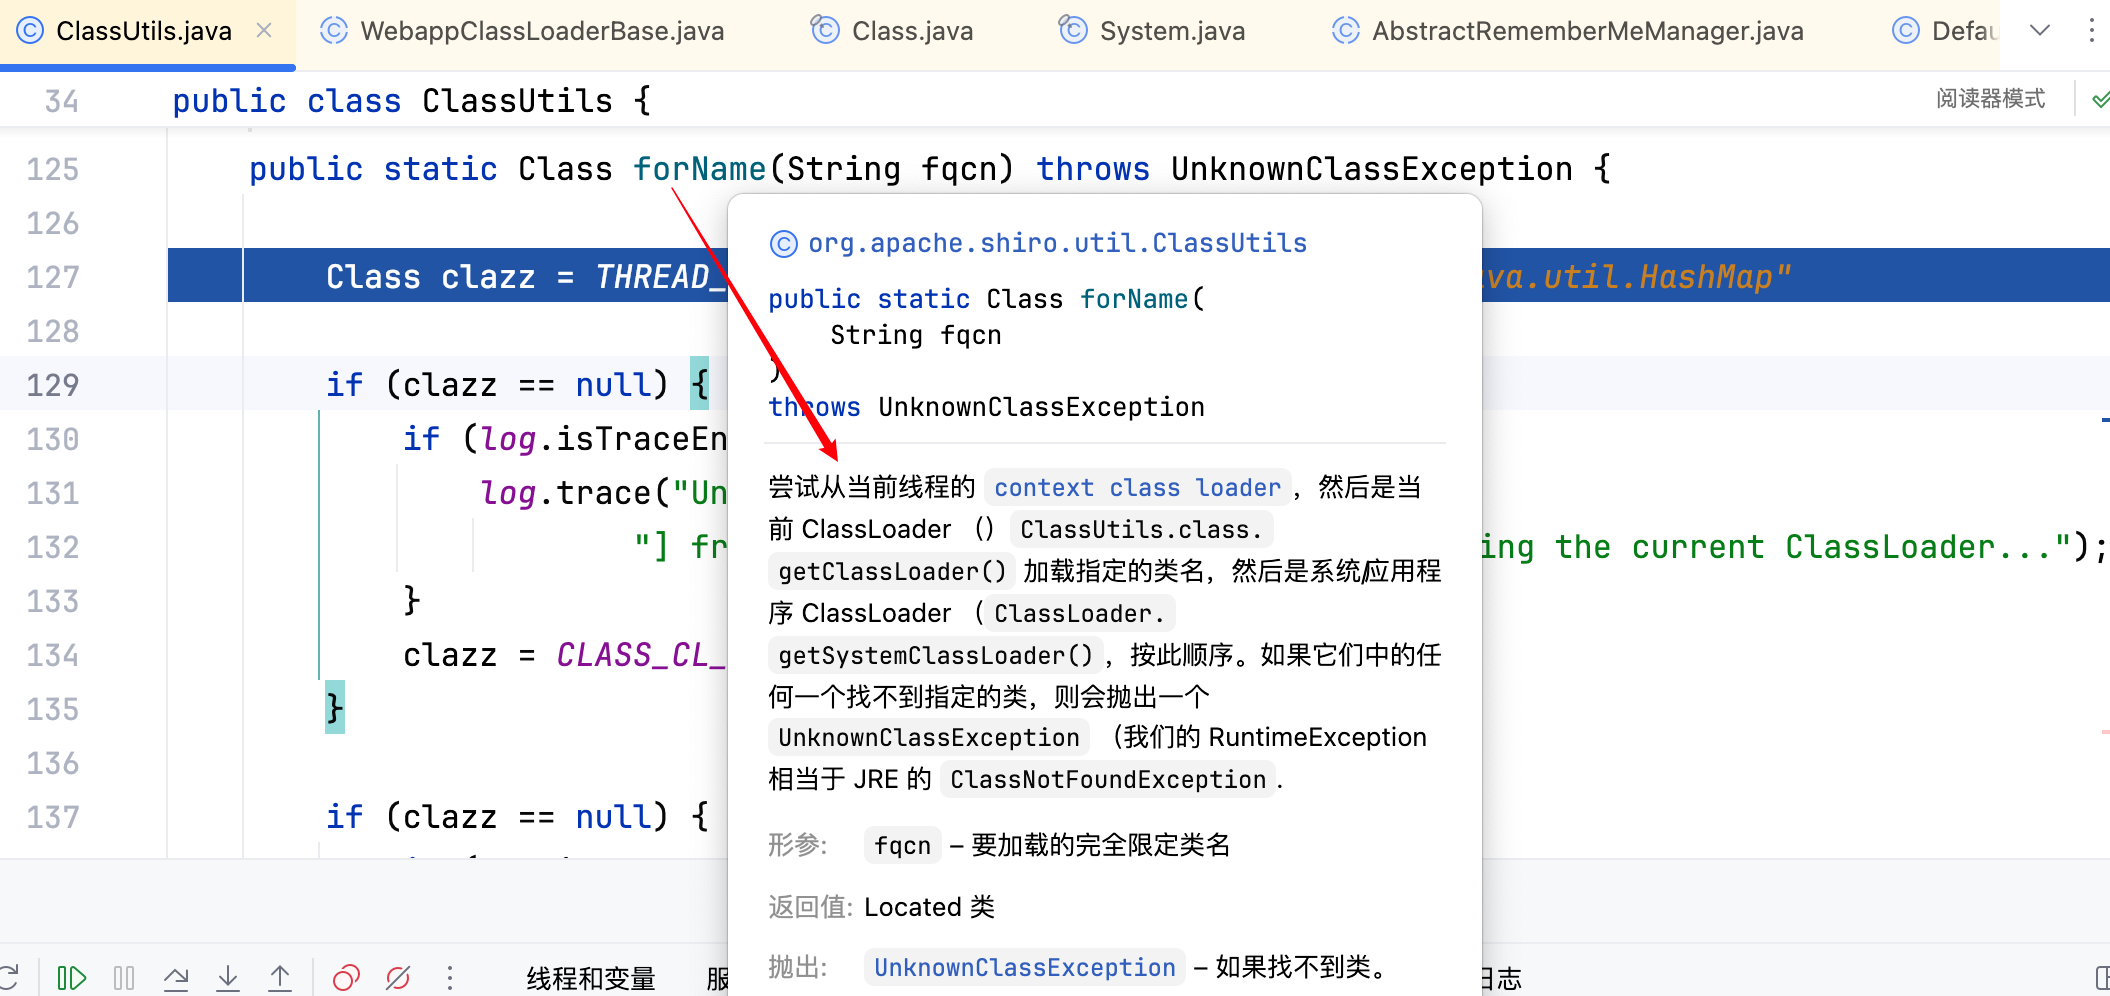 ClassUtils.java WebappClassLoaderBase.java Class.java System.java AbstractRememberMeManager.java Defau
34 public class ClassUtils {
阅读器模式
125 public static Class forName(String fqcn) throws UnknownClassException {
126
127 Class clazz = THREAD_ va.util.HashMap"
128
129 if (clazz == null) {
130 if (log.isTraceEn
131 log.trace("Un
132 "] fr ing the current ClassLoader...");
133 }
134 clazz = CLASS_CL_
135 }
136
137 if (clazz == null) {
org.apache.shiro.util.ClassUtils
public static Class forName(
String fqcn
)
throws UnknownClassException
尝试从当前线程的 context class loader，然后是当
前 ClassLoader （） ClassUtils.class.
getClassLoader() 加载指定的类名，然后是系统/应用程
序 ClassLoader （ ClassLoader.
getSystemClassLoader()，按此顺序。如果它们中的任
何一个找不到指定的类，则会抛出一个
UnknownClassException （我们的 RuntimeException
相当于 JRE 的 ClassNotFoundException.
形参: fqcn – 要加载的完全限定类名
返回值: Located 类
抛出: UnknownClassException – 如果找不到类。
线程和变量 服 日志